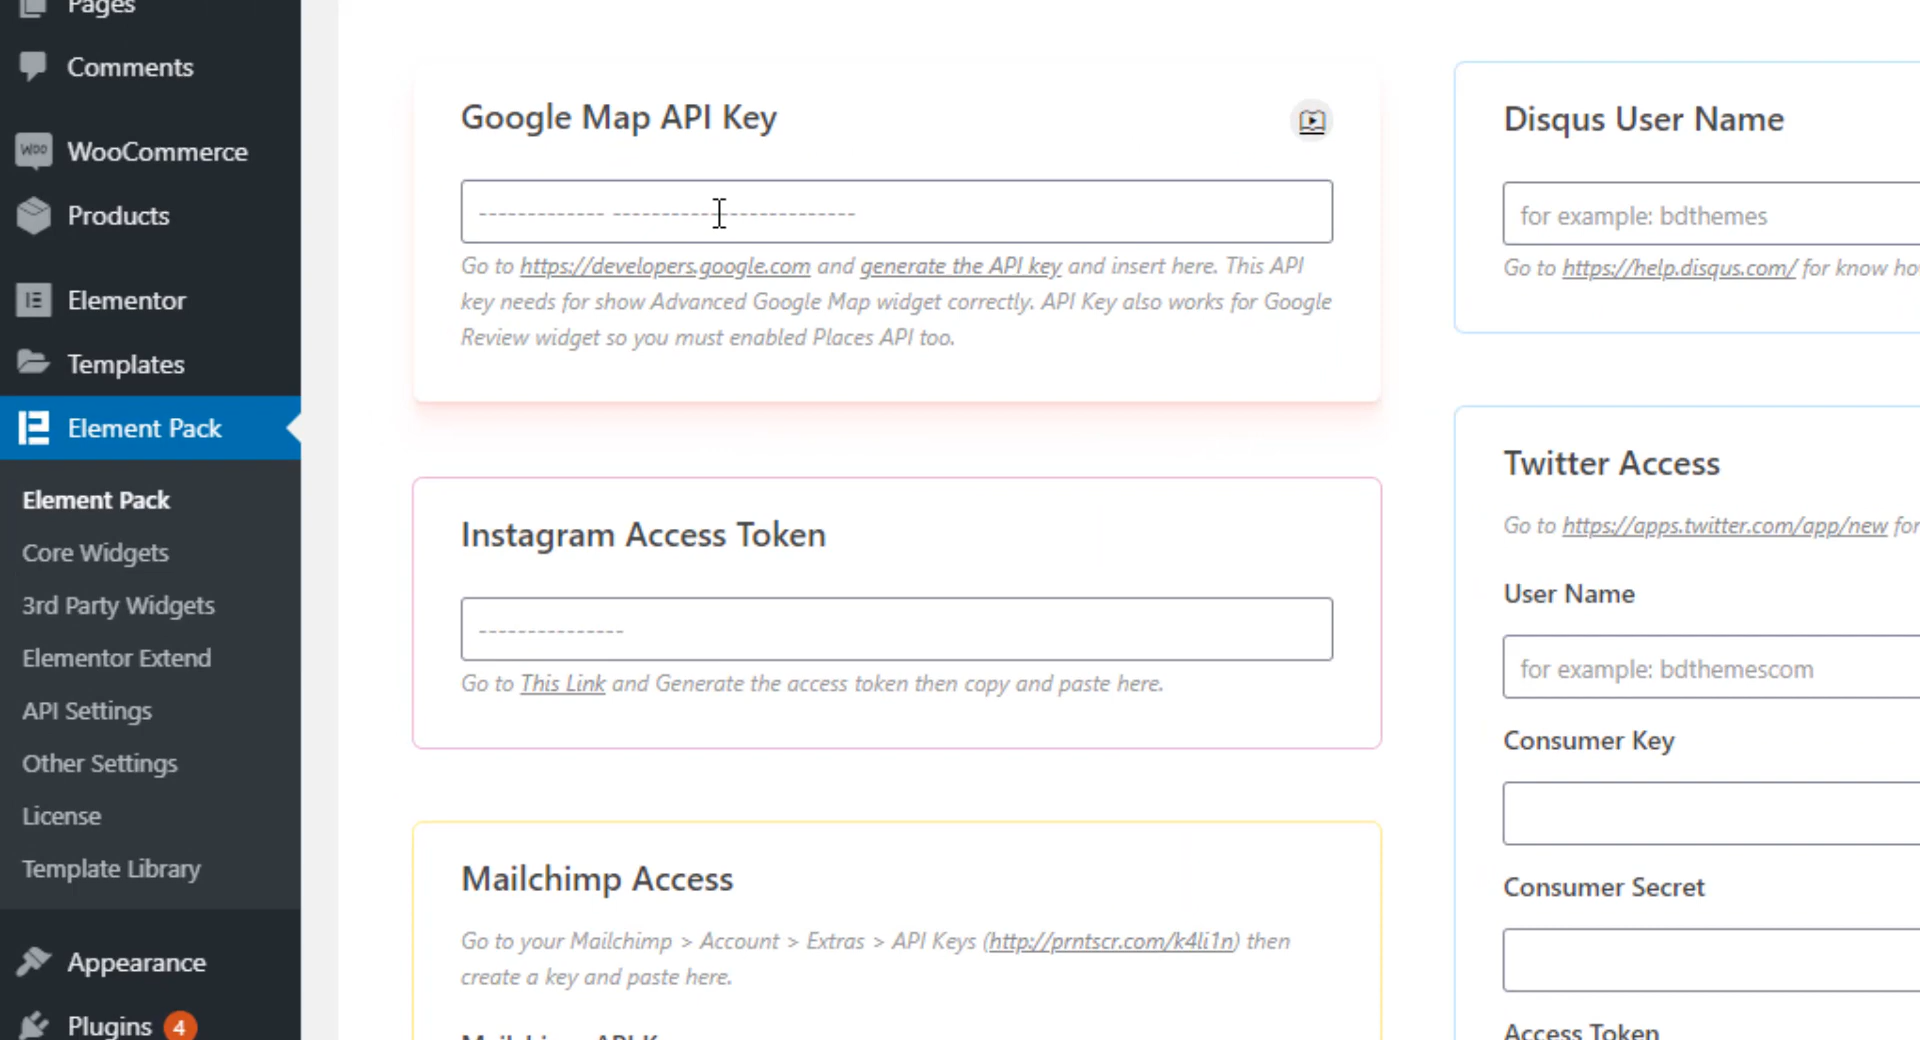 Pages
Comments
WooCommerce
Products
Elementor
Templates
Element Pack
Element Pack
Core Widgets
3rd Party Widgets
Elementor Extend
API Settings
Other Settings
License
Template Library
Appearance
Plugins 4
Google Map API Key
------------- -------------------------
Go to https://developers.google.com and generate the API key and insert here. This API
key needs for show Advanced Google Map widget correctly. API Key also works for Google
Review widget so you must enabled Places API too.
Instagram Access Token
---------------
Go to This Link and Generate the access token then copy and paste here.
Mailchimp Access
Go to your Mailchimp > Account > Extras > API Keys (http://prntscr.com/k4li1n) then
create a key and paste here.
Mailchimp API K
Disqus User Name
for example: bdthemes
Go to https://help.disqus.com/ for know ho
Twitter Access
Go to https://apps.twitter.com/app/new for
User Name
for example: bdthemescom
Consumer Key
Consumer Secret
Access Token